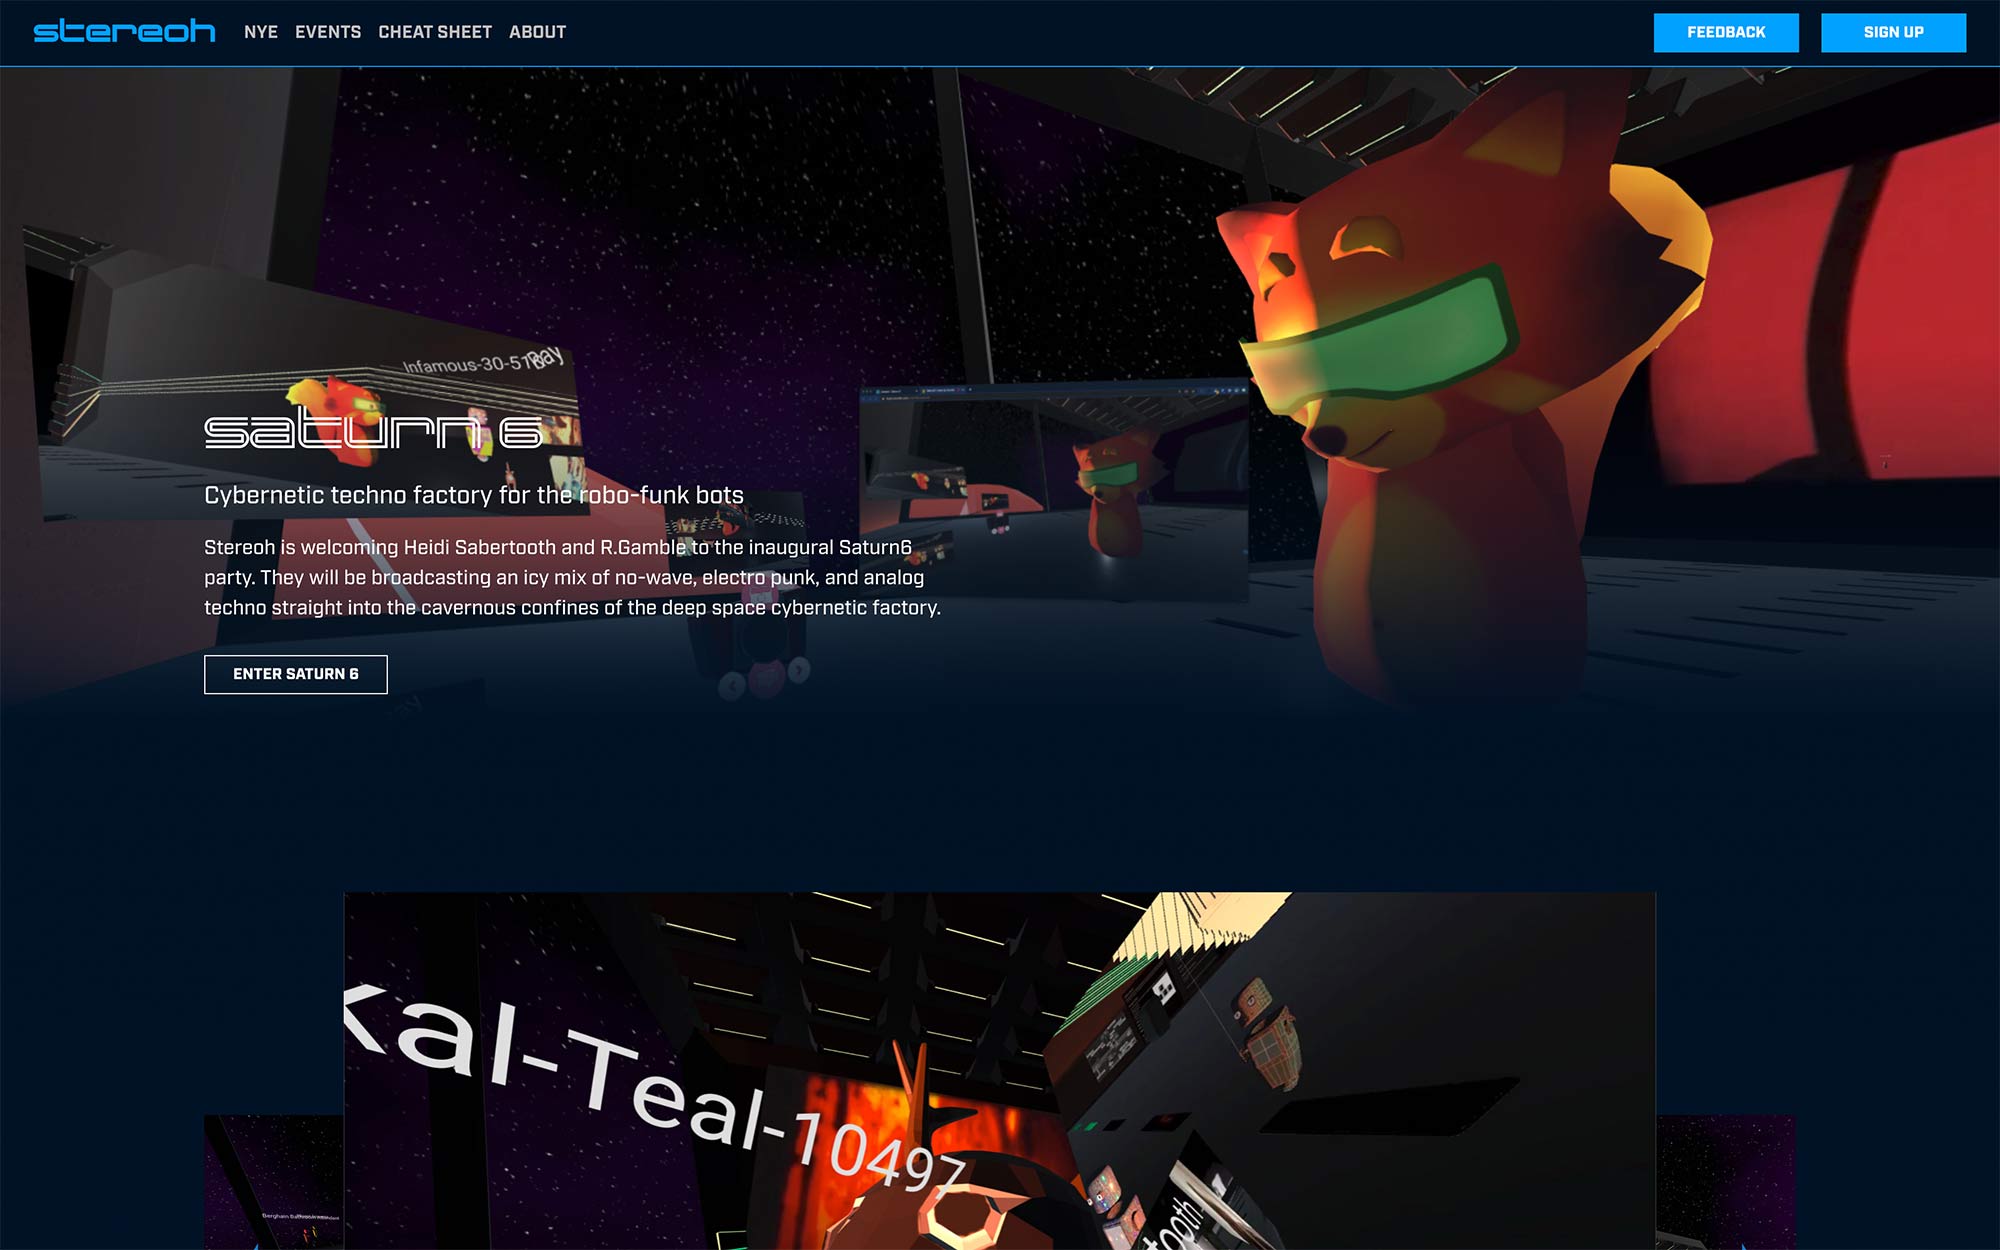 stereoh
NYE EVENTS CHEAT SHEET ABOUT
FEEDBACK
SIGN UP
Infamous-30-51
Bay
saturn 6
Cybernetic techno factory for the robo-funk bots
Stereoh is welcoming Heidi Sabertooth and R.Gamble to the inaugural Saturn6
party. They will be broadcasting an icy mix of no-wave, electro punk, and analog
techno straight into the cavernous confines of the deep space cybernetic factory.
ENTER SATURN 6
Kal-Teal-10497
tooth